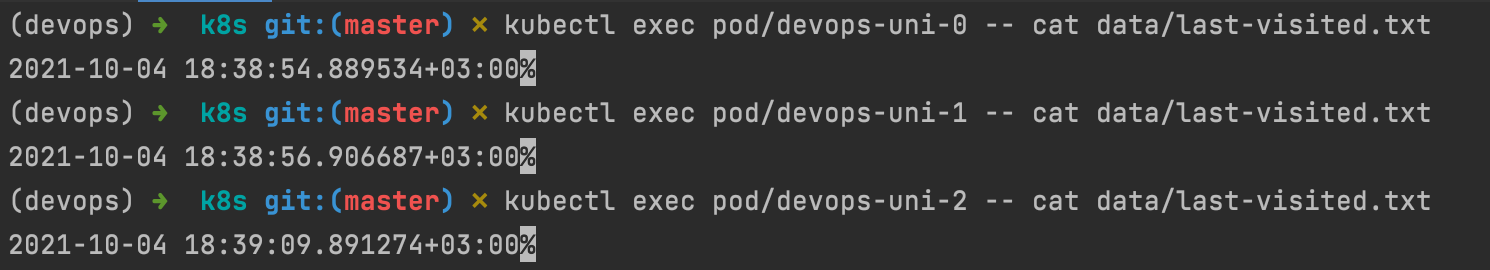 (devops) ➜  k8s git:(master) ✗ kubectl exec pod/devops-uni-0 -- cat data/last-visited.txt
2021-10-04 18:38:54.889534+03:00%
(devops) ➜  k8s git:(master) ✗ kubectl exec pod/devops-uni-1 -- cat data/last-visited.txt
2021-10-04 18:38:56.906687+03:00%
(devops) ➜  k8s git:(master) ✗ kubectl exec pod/devops-uni-2 -- cat data/last-visited.txt
2021-10-04 18:39:09.891274+03:00%